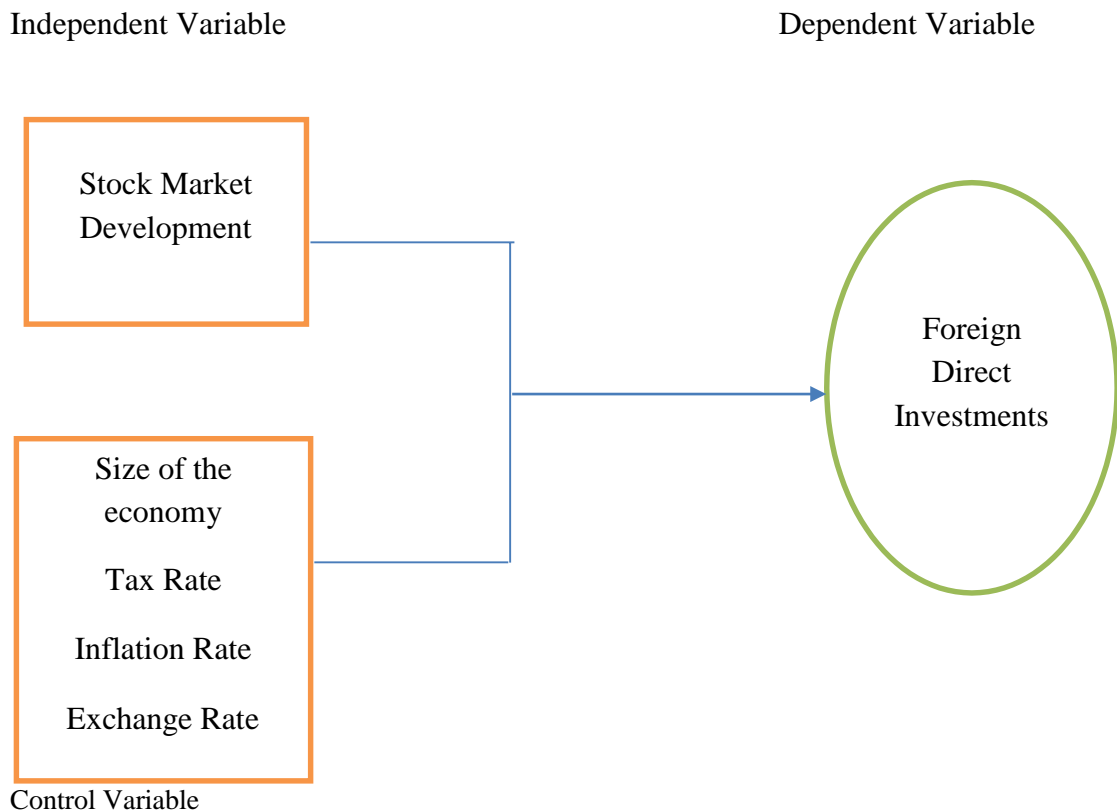 Independent Variable
Dependent Variable
Stock Market
Development
Foreign
Direct
Investments
Size of the
economy
Tax Rate
Inflation Rate
Exchange Rate
Control Variable